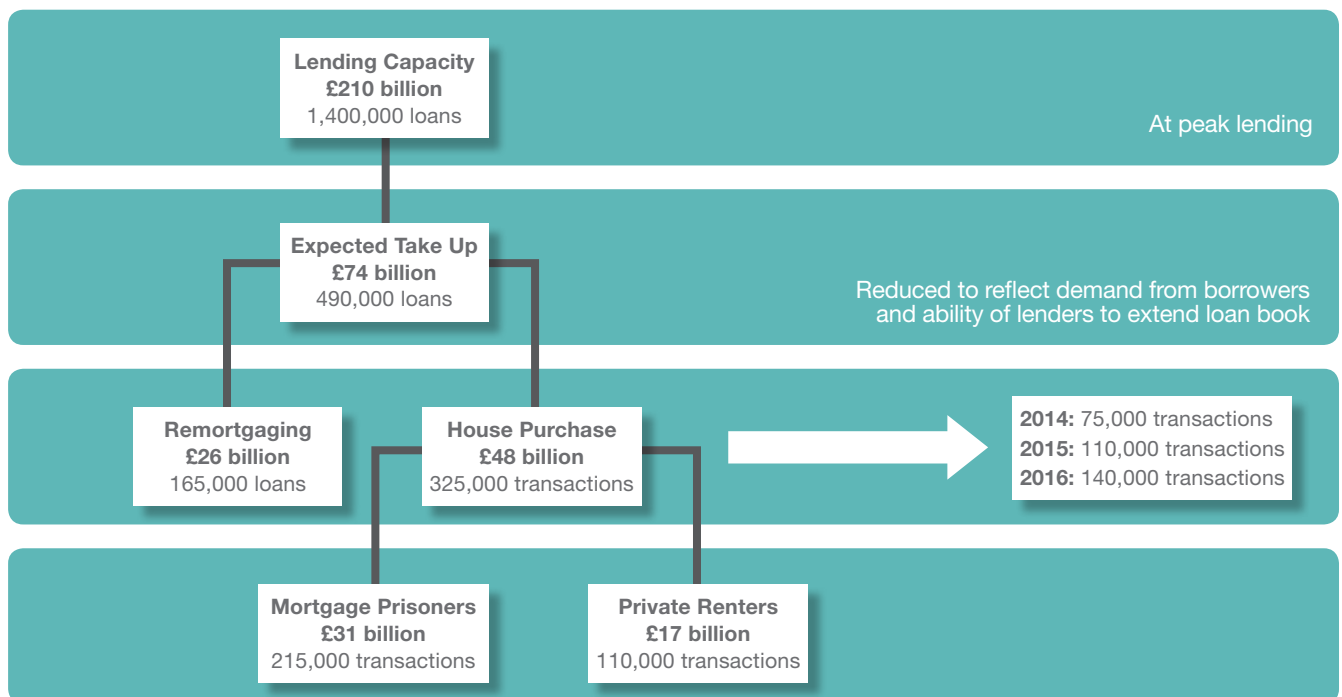 Lending Capacity
£210 billion
1,400,000 loans
At peak lending
Expected Take Up
£74 billion
490,000 loans
Reduced to reflect demand from borrowers
and ability of lenders to extend loan book
Remortgaging
£26 billion
165,000 loans
House Purchase
£48 billion
325,000 transactions
2014: 75,000 transactions
2015: 110,000 transactions
2016: 140,000 transactions
Mortgage Prisoners
£31 billion
215,000 transactions
Private Renters
£17 billion
110,000 transactions